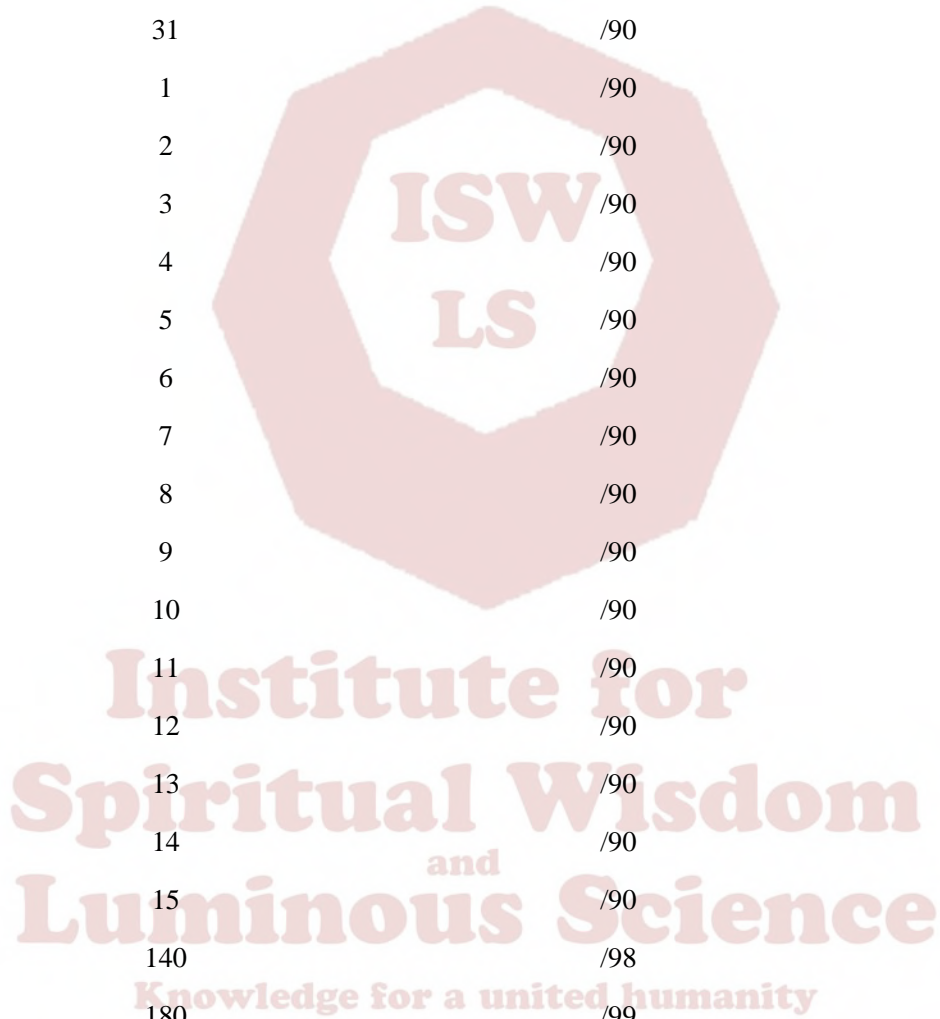 31 /90
1 /90
2 /90
ISW
3 /90
4 /90
LS
5 /90
6 /90
7 /90
8 /90
9 /90
10 /90
Institute for
11 /90
12 /90
Spiritual Wisdom
13 /90
14 /90
and
Luminous Science
15 /90
140 /98
Knowledge for a united humanity
180 /99